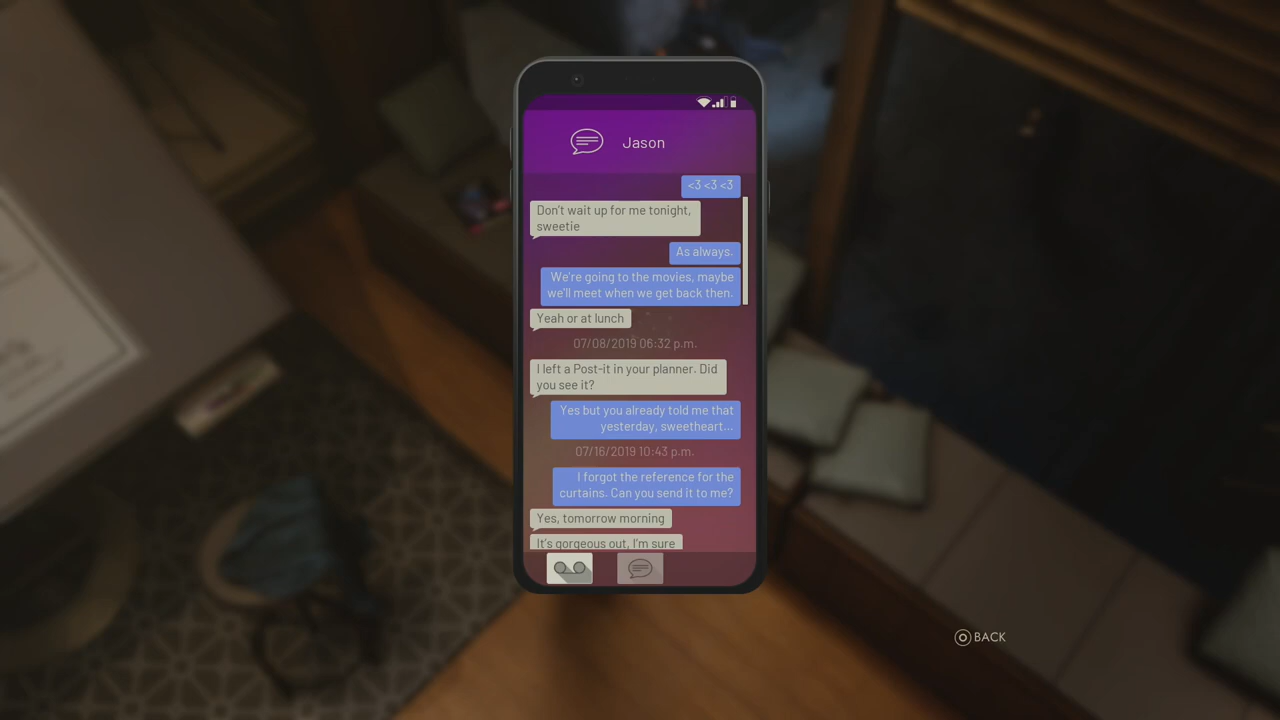 Jason
<3 <3 <3
Don't wait up for me tonight,
sweetie
As always.
We're going to the movies, maybe
we'll meet when we get back then.
Yeah or at lunch
07/08/2019 06:32 p.m.
I left a Post-it in your planner. Did
you see it?
Yes but you already told me that
yesterday, sweetheart...
07/16/2019 10:43 p.m.
I forgot the reference for the
curtains. Can you send it to me?
Yes, tomorrow morning
It's gorgeous out, I'm sure
BACK